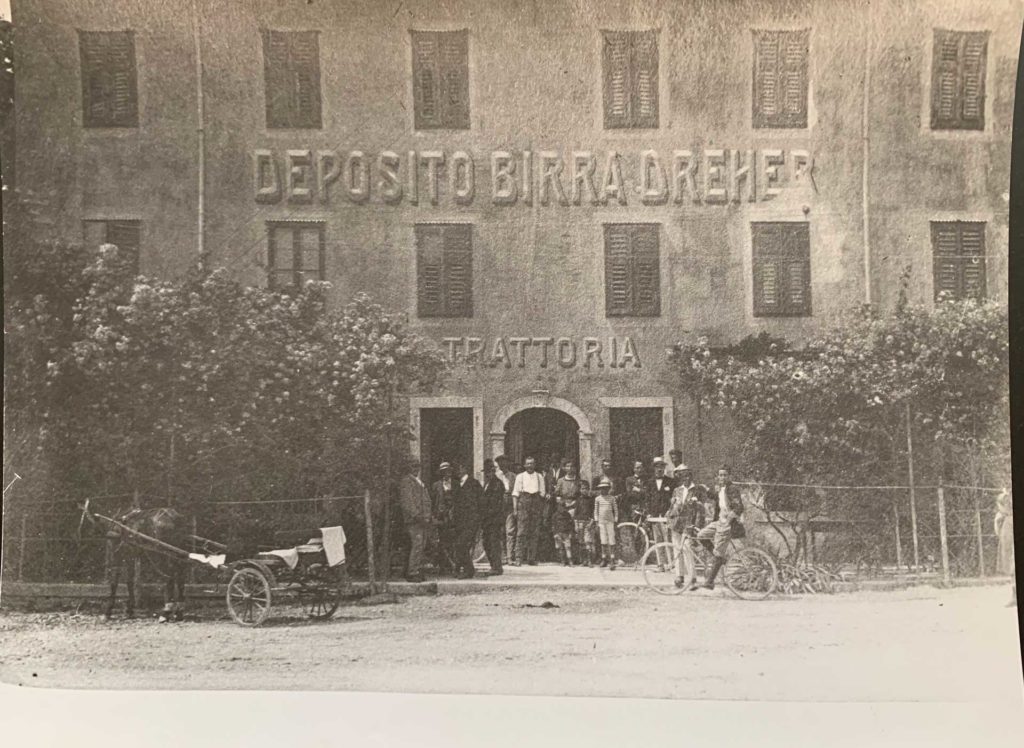 DEPOSITO BIRRA DREHER
TRATTORIA